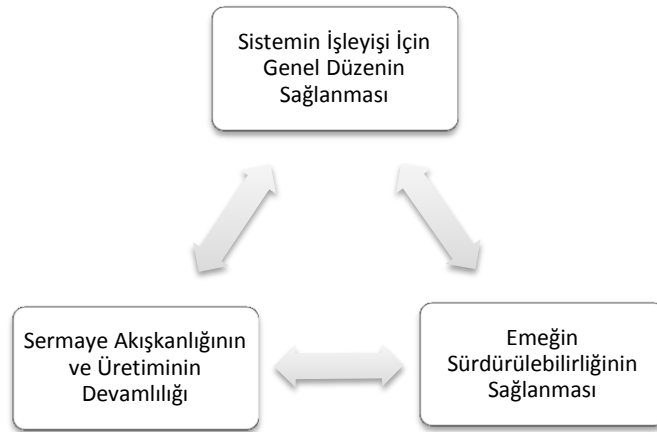 Sistemin İşleyişi İçin
Genel Düzenin
Sağlanması
Sermaye Akışkanlığının
ve Üretiminin
Devamlılığı
Emeğin
Sürdürülebilirliğinin
Sağlanması